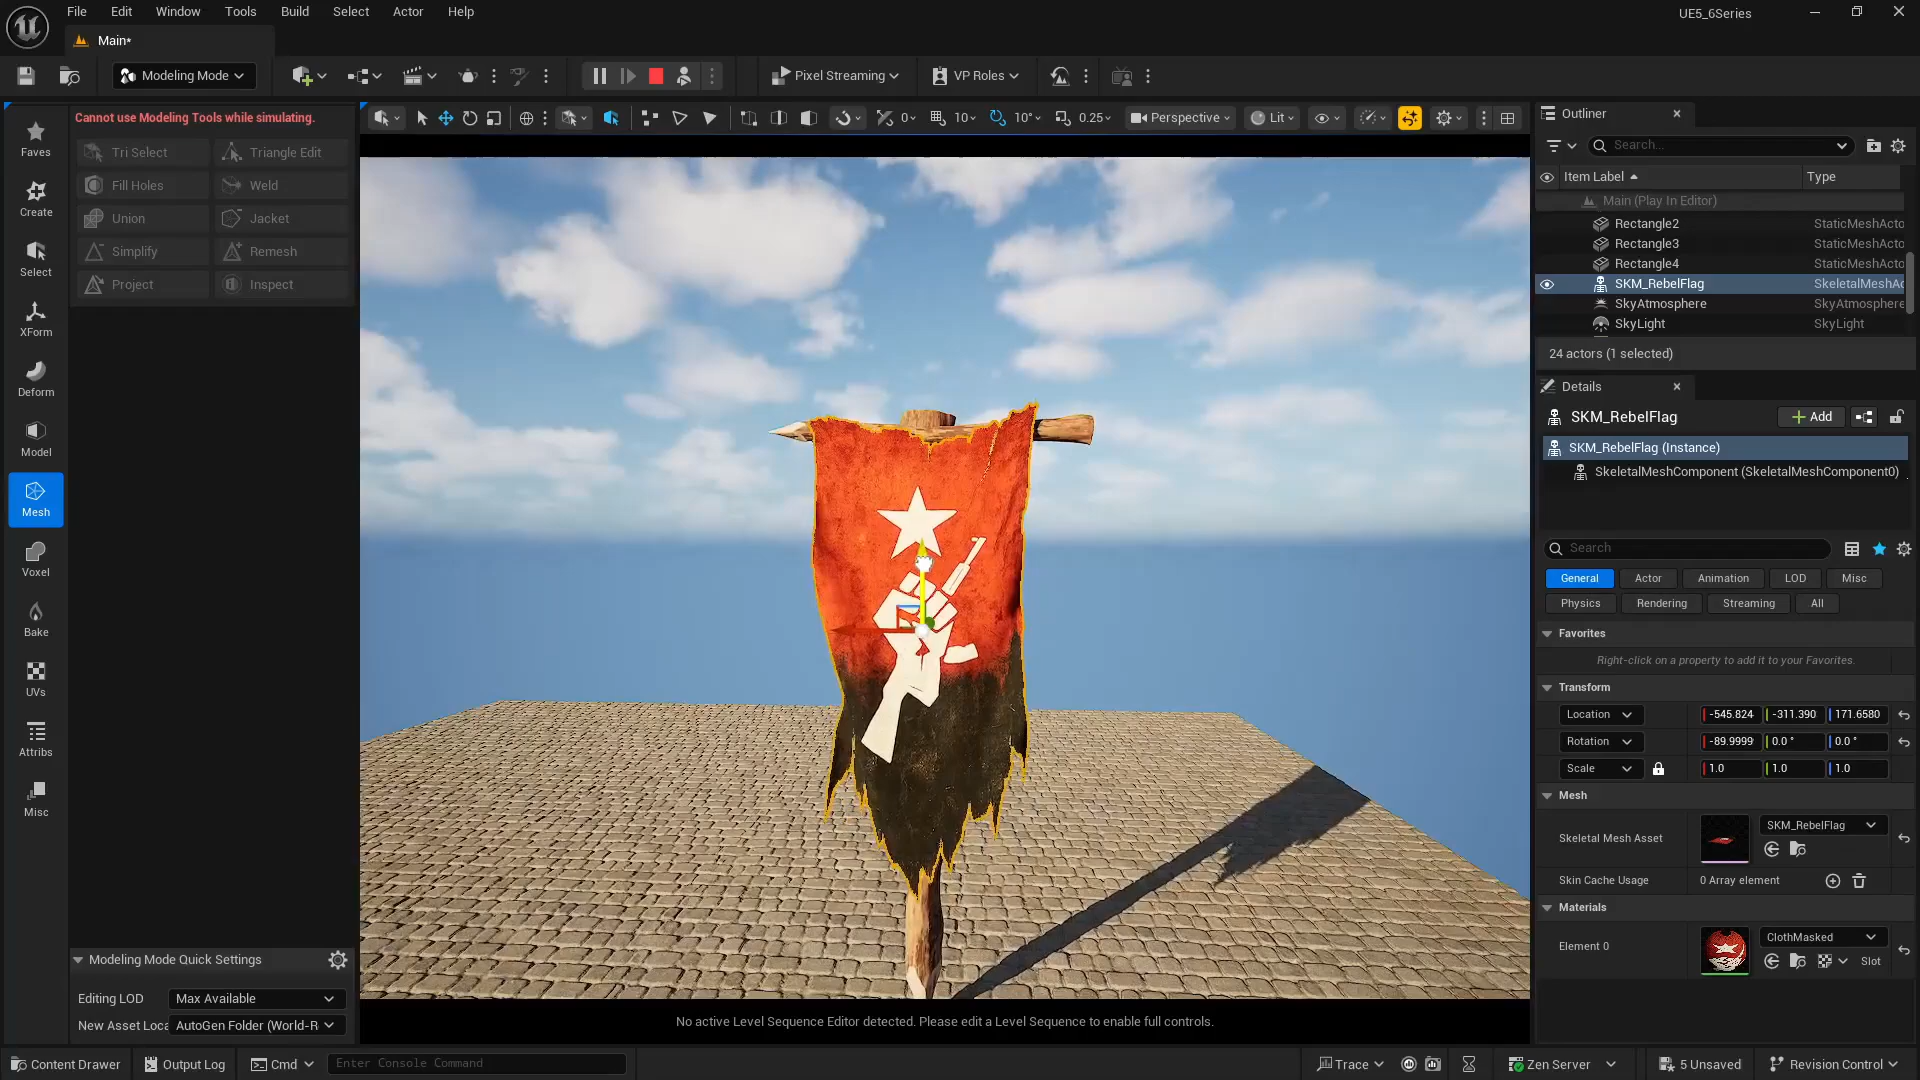 File Edit Window Tools Build Select Actor Help
UE5_6Series
Main*
Modeling Mode
Pixel Streaming
VP Roles
Cannot use Modeling Tools while simulating.
Faves
Tri Select
Triangle Edit
Fill Holes
Weld
Create
Union
Jacket
Select
Simplify
Remesh
Project
Inspect
XForm
Deform
Model
Mesh
Voxel
Bake
UVs
Attribs
Misc
Modeling Mode Quick Settings
Editing LOD
Max Available
New Asset Loca
AutoGen Folder (World-R
0
10
10°
0.25
Perspective
Lit
No active Level Sequence Editor detected. Please edit a Level Sequence to enable full controls.
Outliner
Search...
Item Label
Type
Main (Play In Editor)
Rectangle2
StaticMeshActo
Rectangle3
StaticMeshActo
Rectangle4
StaticMeshActo
SKM_RebelFlag
SkeletalMeshAc
SkyAtmosphere
SkyAtmosphere
SkyLight
SkyLight
24 actors (1 selected)
Details
SKM_RebelFlag
Add
SKM_RebelFlag (Instance)
SkeletalMeshComponent (SkeletalMeshComponent0)
Search
General
Actor
Animation
LOD
Misc
Physics
Rendering
Streaming
All
Favorites
Right-click on a property to add it to your Favorites.
Transform
Location
-545.824
-311.390
171.6580
Rotation
-89.9999
0.0 °
0.0 °
Scale
1.0
1.0
1.0
Mesh
Skeletal Mesh Asset
SKM_RebelFlag
Skin Cache Usage
0 Array element
Materials
Element 0
ClothMasked
Slot
Content Drawer
Output Log
Cmd
Enter Console Command
Trace
Zen Server
5 Unsaved
Revision Control